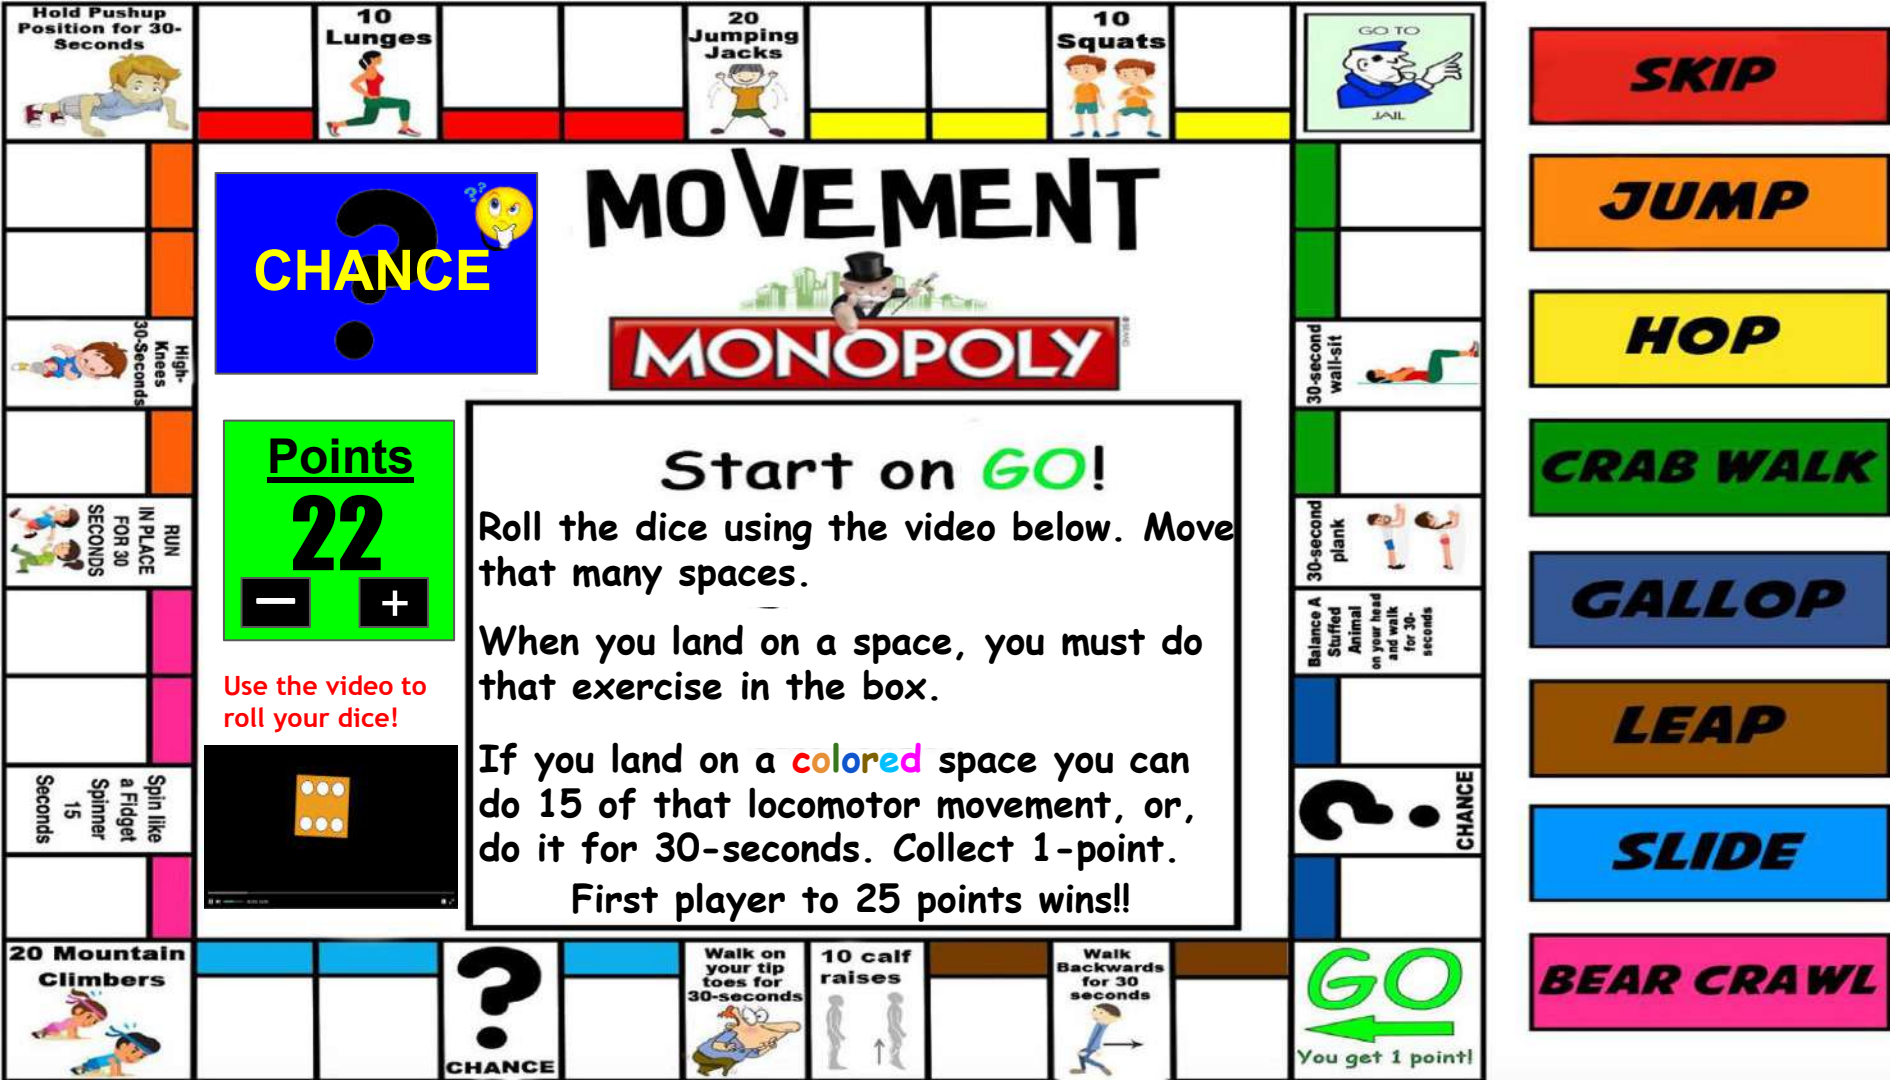 Hold Pushup
Position for 30-
Seconds
10
Lunges
20
Jumping
Jacks
10
Squats
GO TO
JAIL
SKIP
JUMP
HOP
CRAB WALK
GALLOP
LEAP
SLIDE
BEAR CRAWL
High-
Knees
30-Seconds
RUN
IN PLACE
FOR 30
SECONDS
Spin like
a Fidget
Spinner
15
Seconds
20 Mountain
Climbers
?
CHANCE
Walk on
your tip
toes for
30-seconds
10 calf
raises
Walk
Backwards
for 30
seconds
GO
You get 1 point!
30-second
wall-sit
30-second
plank
Balance A
Stuffed
Animal
on your head
and walk
for 30-
seconds
?
CHANCE
MOVEMENT
MONOPOLY
?
??
CHANCE
Points
22
— +
Use the video to
roll your dice!
Start on GO!
Roll the dice using the video below. Move
that many spaces.
When you land on a space, you must do
that exercise in the box.
If you land on a colored space you can
do 15 of that locomotor movement, or,
do it for 30-seconds. Collect 1-point.
First player to 25 points wins!!